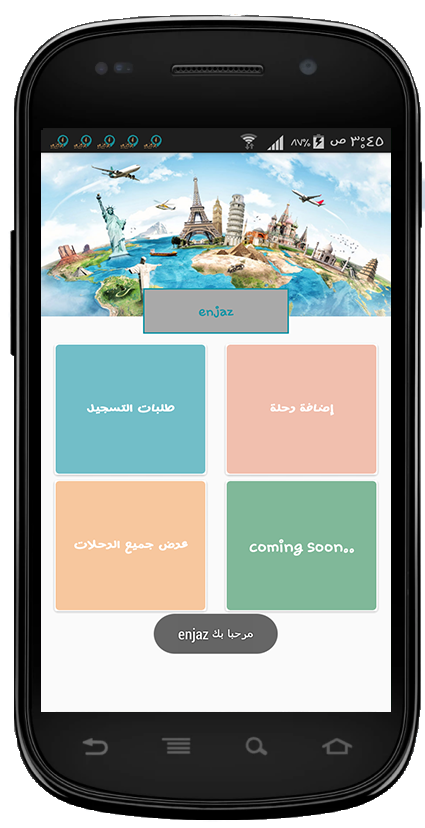 ٣:٤٥ ص ٨٧%
enjaz
إضافة رحلة
طلبات التسجيل
coming soon..
عرض جميع الرحلات
مرحبا بك enjaz